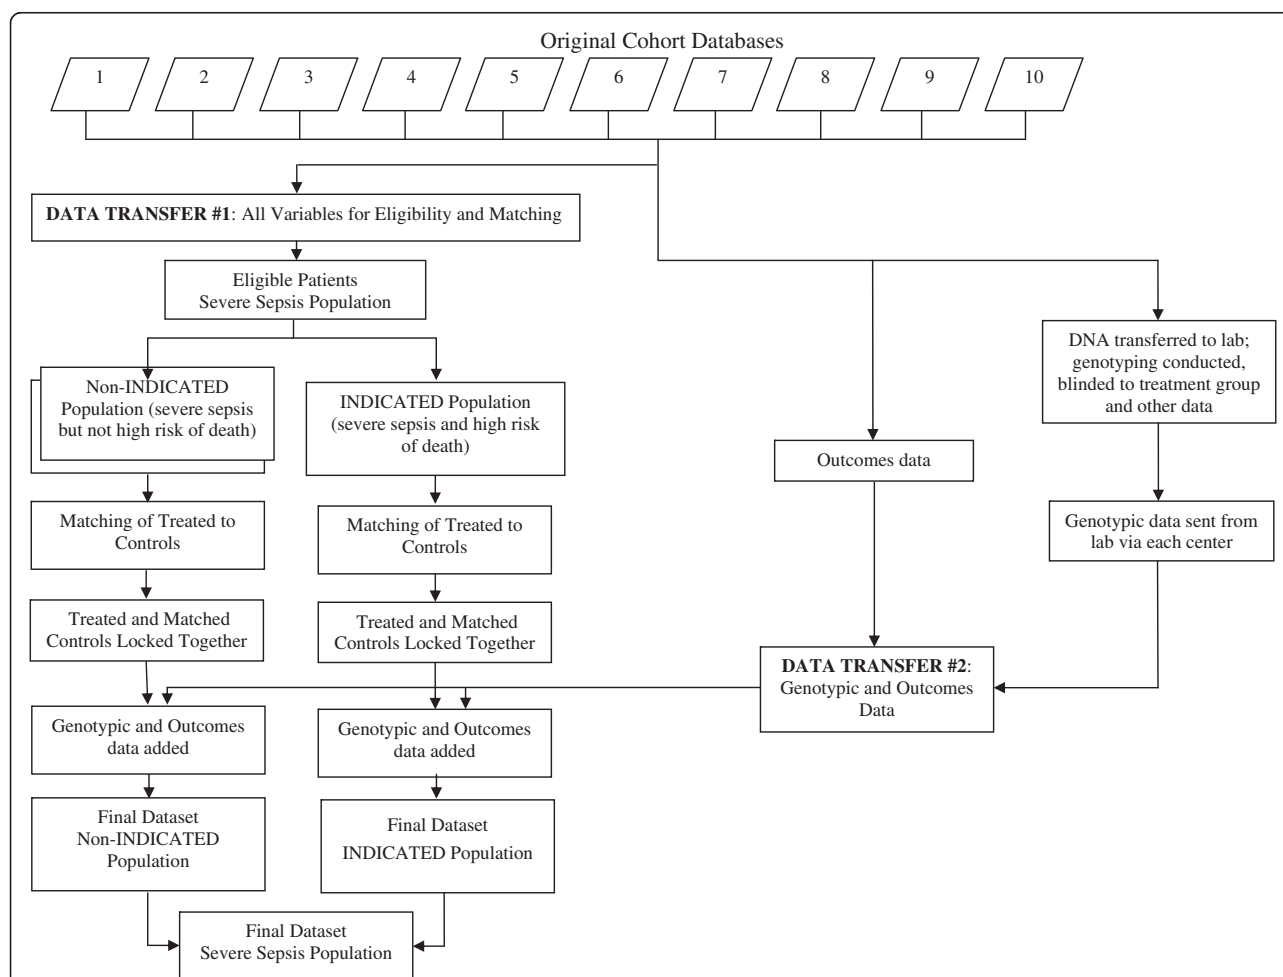 Original Cohort Databases
1 2 3 4 5 6 7 8 9 10
DATA TRANSFER #1: All Variables for Eligibility and Matching
Eligible Patients
Severe Sepsis Population
Non-INDICATED
Population (severe sepsis
but not high risk of death)
INDICATED Population
(severe sepsis and high risk
of death)
DNA transferred to lab;
genotyping conducted,
blinded to treatment group
and other data
Outcomes data
Matching of Treated to
Controls
Matching of Treated to
Controls
Genotypic data sent from
lab via each center
Treated and Matched
Controls Locked Together
Treated and Matched
Controls Locked Together
DATA TRANSFER #2:
Genotypic and Outcomes
Data
Genotypic and Outcomes
data added
Genotypic and Outcomes
data added
Final Dataset
Non-INDICATED
Population
Final Dataset
INDICATED Population
Final Dataset
Severe Sepsis Population